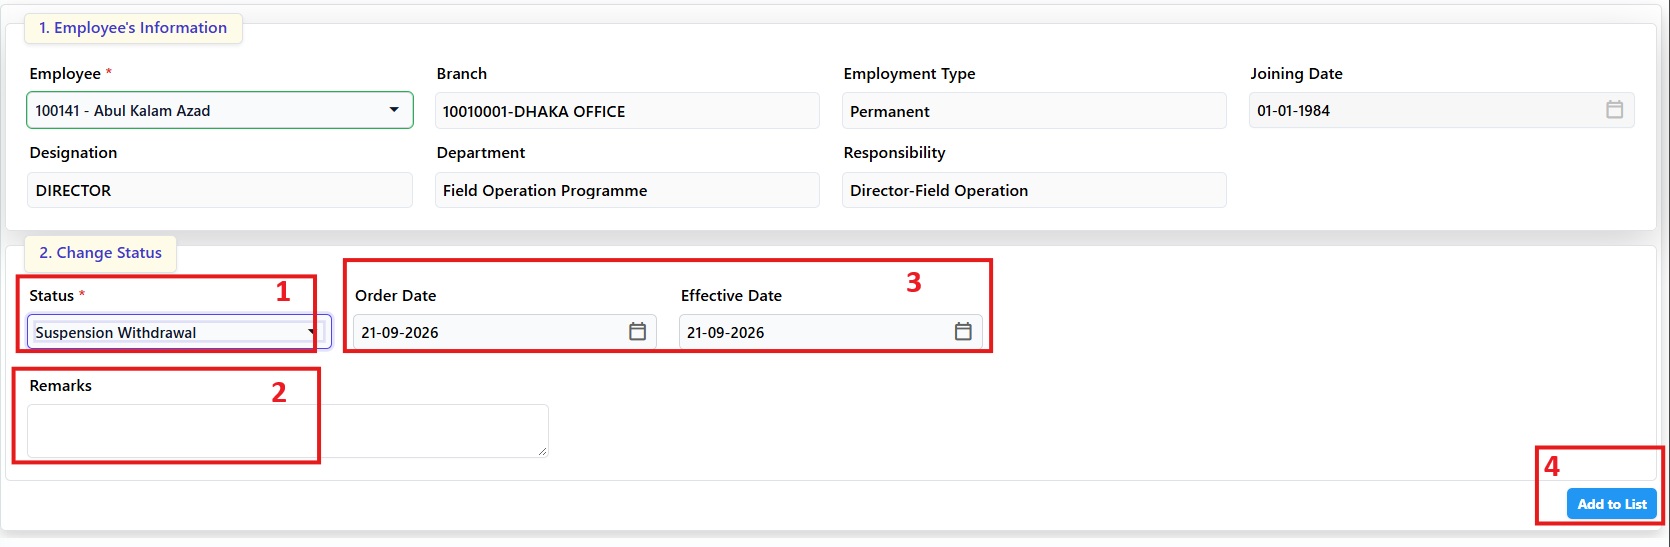 1. Employee's Information
Employee * Branch Employment Type Joining Date
100141 - Abul Kalam Azad 10010001-DHAKA OFFICE Permanent 01-01-1984
Designation Department Responsibility
DIRECTOR Field Operation Programme Director-Field Operation
2. Change Status
Status * 1 Order Date Effective Date 3
Suspension Withdrawal 21-09-2026 21-09-2026
Remarks 2
4
Add to List